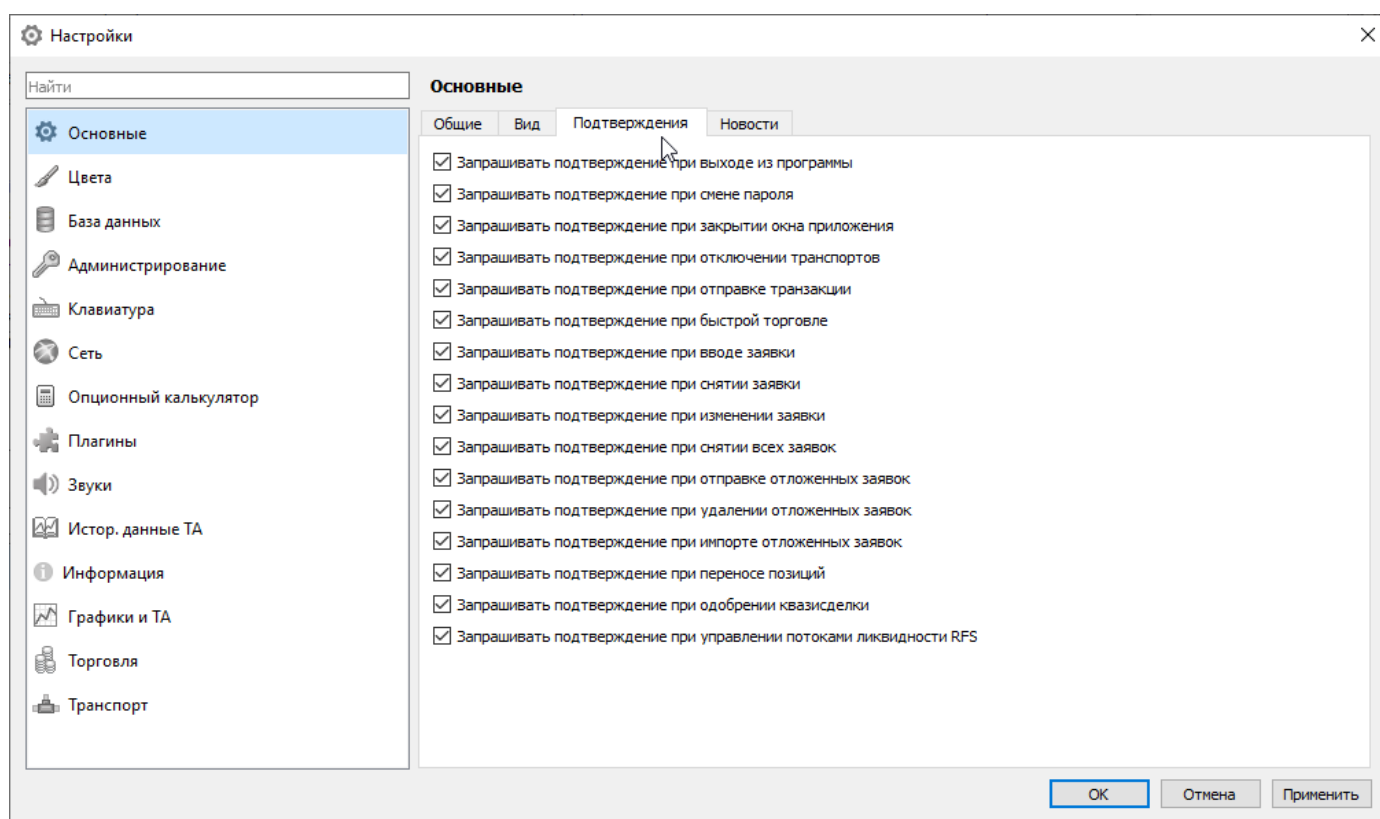 Настройки
Найти
Основные
Цвета
База данных
Администрирование
Клавиатура
Сеть
Опционный калькулятор
Плагины
Звуки
Истор. данные ТА
Информация
Графики и ТА
Торговля
Транспорт
Основные
Общие Вид Подтверждения Новости
Запрашивать подтверждение при выходе из программы
Запрашивать подтверждение при смене пароля
Запрашивать подтверждение при закрытии окна приложения
Запрашивать подтверждение при отключении транспортов
Запрашивать подтверждение при отправке транзакции
Запрашивать подтверждение при быстрой торговле
Запрашивать подтверждение при вводе заявки
Запрашивать подтверждение при снятии заявки
Запрашивать подтверждение при изменении заявки
Запрашивать подтверждение при снятии всех заявок
Запрашивать подтверждение при отправке отложенных заявок
Запрашивать подтверждение при удалении отложенных заявок
Запрашивать подтверждение при импорте отложенных заявок
Запрашивать подтверждение при переносе позиций
Запрашивать подтверждение при одобрении квазисделки
Запрашивать подтверждение при управлении потоками ликвидности RFS
ОК Отмена Применить